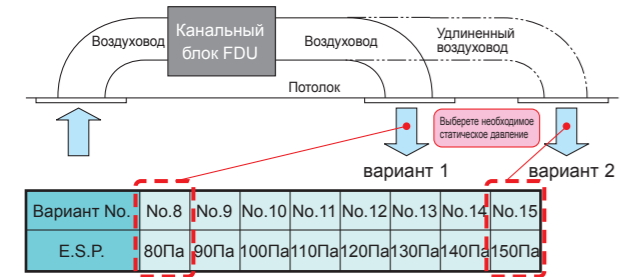 Канальный
блок FDU
Воздуховод
Воздуховод
Удлиненный
воздуховод
Потолок
Выберете необходимое
статическое давление
вариант 1
вариант 2
Вариант No. No.8 No.9 No.10 No.11 No.12 No.13 No.14 No.15
E.S.P. 80Па 90Па 100Па 110Па 120Па 130Па 140Па 150Па